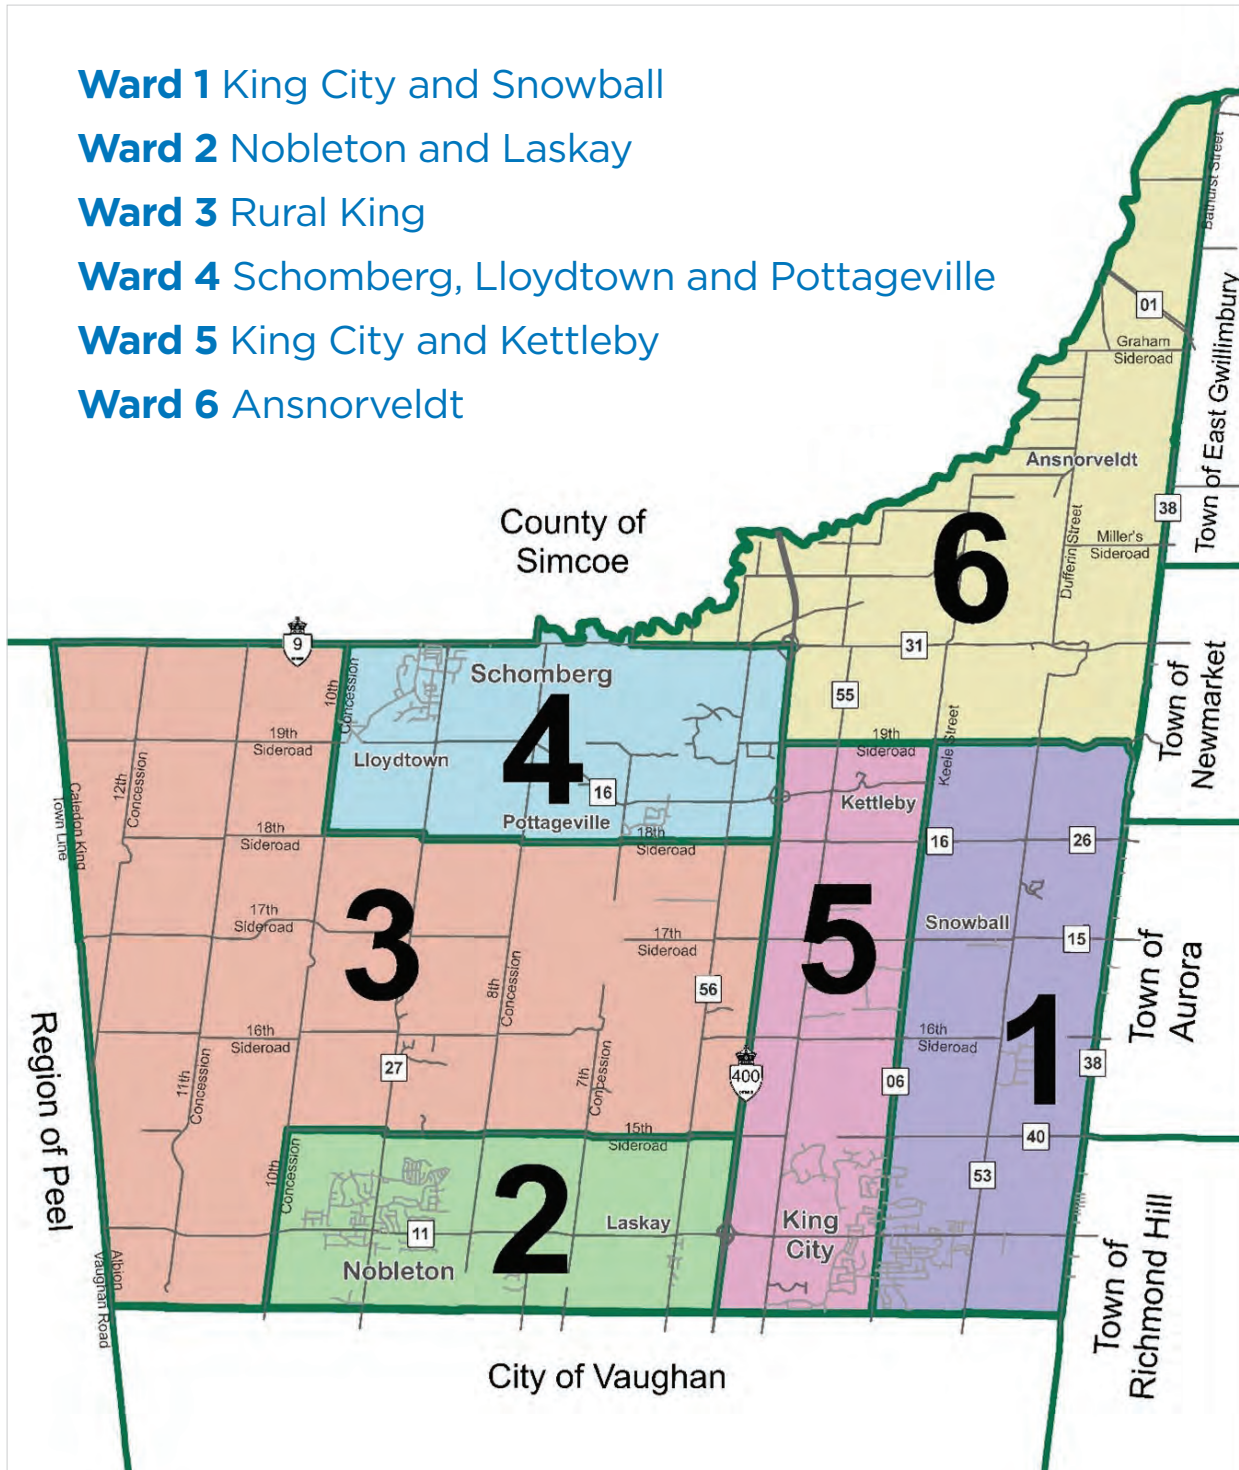 Ward 1 King City and Snowball
Ward 2 Nobleton and Laskay
Ward 3 Rural King
Ward 4 Schomberg, Lloydtown and Pottageville
Ward 5 King City and Kettleby
Ward 6 Ansnorveldt
Bathurst Street
01
Graham
Sideroad
Town of East Gwillimbury
Ansnorveldt
38
County of
Simcoe
6
Dufferin Street
Miller's
Sideroad
9
31
Town of
Newmarket
10th
Concession
Schomberg
55
4
19th
Sideroad
Lloydtown
19th
Sideroad
Keele Street
12th
Concession
16
Kettleby
Caledon King
Town Line
Pottageville
18th
Sideroad
18th
Sideroad
16
26
3
5
17th
Sideroad
Snowball
17th
Sideroad
15
Town of
Aurora
8th
Concession
56
1
16th
Sideroad
16th
Sideroad
Region of Peel
27
7th
Concession
400
06
38
11th
Concession
15th
Sideroad
40
10th
Concession
2
53
11
Laskay
King
City
Nobleton
Albion
Vaughan Road
Town of
Richmond Hill
City of Vaughan